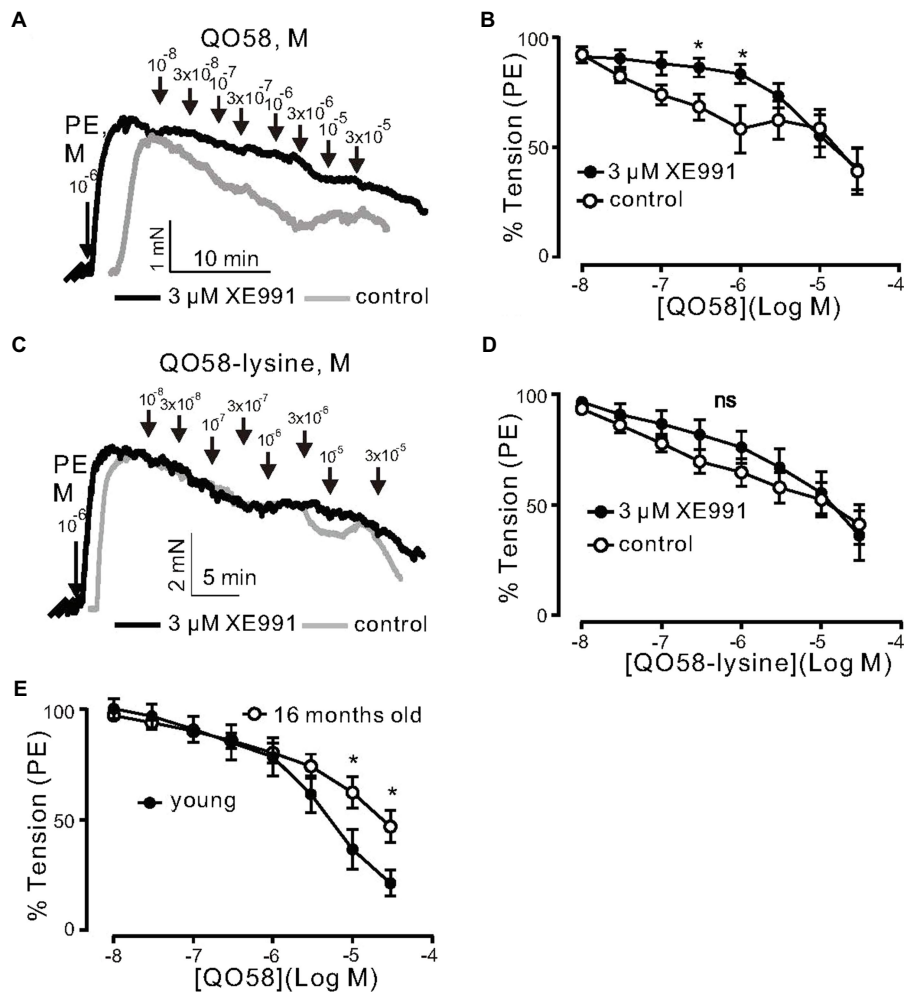 A
QO58, M
10⁻⁸
3x10⁻⁸
10⁻⁷
3x10⁻⁷
10⁻⁶
3x10⁻⁶
10⁻⁵
3x10⁻⁵
PE,
M
10⁻⁶
1 mN
10 min
3 µM XE991
control
B
% Tension (PE)
100
50
0
*
*
3 µM XE991
control
-8
-7
-6
-5
-4
[QO58](Log M)
C
QO58-lysine, M
10⁻⁸
3x10⁻⁸
10⁻⁷
3x10⁻⁷
10⁻⁶
3x10⁻⁶
10⁻⁵
3x10⁻⁵
PE
M
10⁻⁶
2 mN
5 min
3 µM XE991
control
D
% Tension (PE)
100
50
0
ns
3 µM XE991
control
-8
-7
-6
-5
-4
[QO58-lysine](Log M)
E
% Tension (PE)
100
50
0
16 months old
young
*
*
-8
-7
-6
-5
-4
[QO58](Log M)